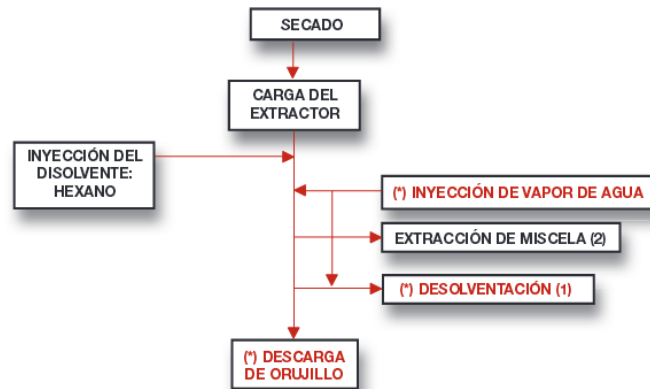 SECADO
CARGA DEL
EXTRACTOR
INYECCIÓN DEL
DISOLVENTE:
HEXANO
(*) INYECCIÓN DE VAPOR DE AGUA
EXTRACCIÓN DE MISCELA (2)
(*) DESOLVENTACIÓN (1)
(*) DESCARGA
DE ORUJILLO